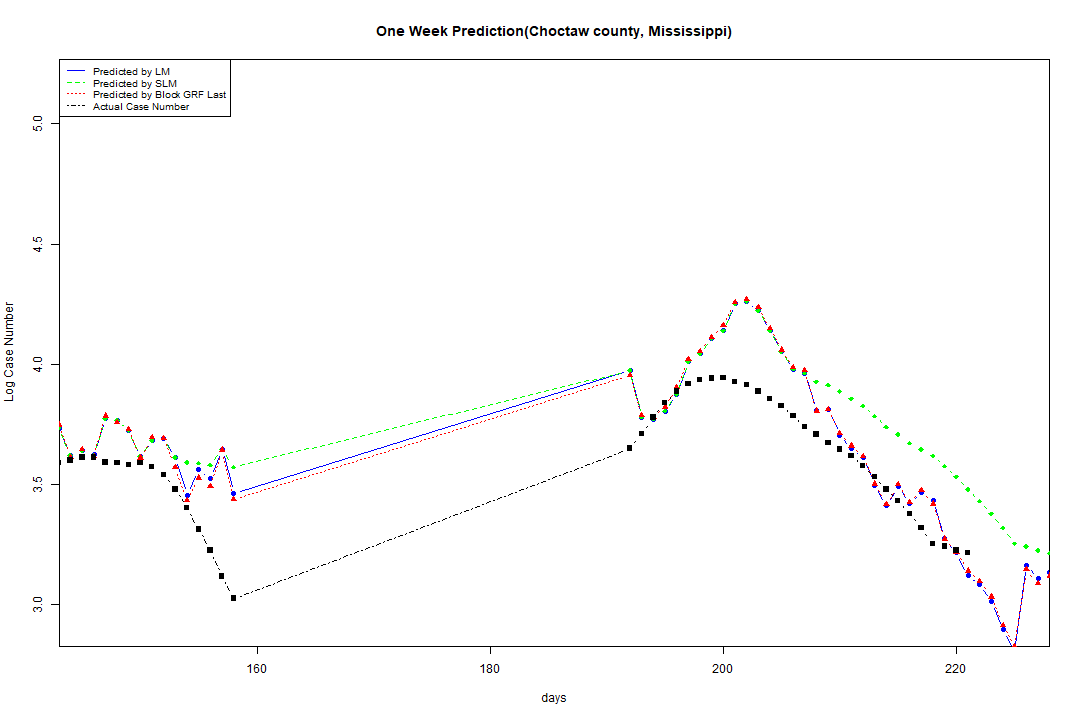 One Week Prediction(Choctaw county, Mississippi)
Predicted by LM
Predicted by SLM
Predicted by Block GRF Last
Actual Case Number
5.0
4.5
4.0
3.5
3.0
Log Case Number
160 180 200 220
days